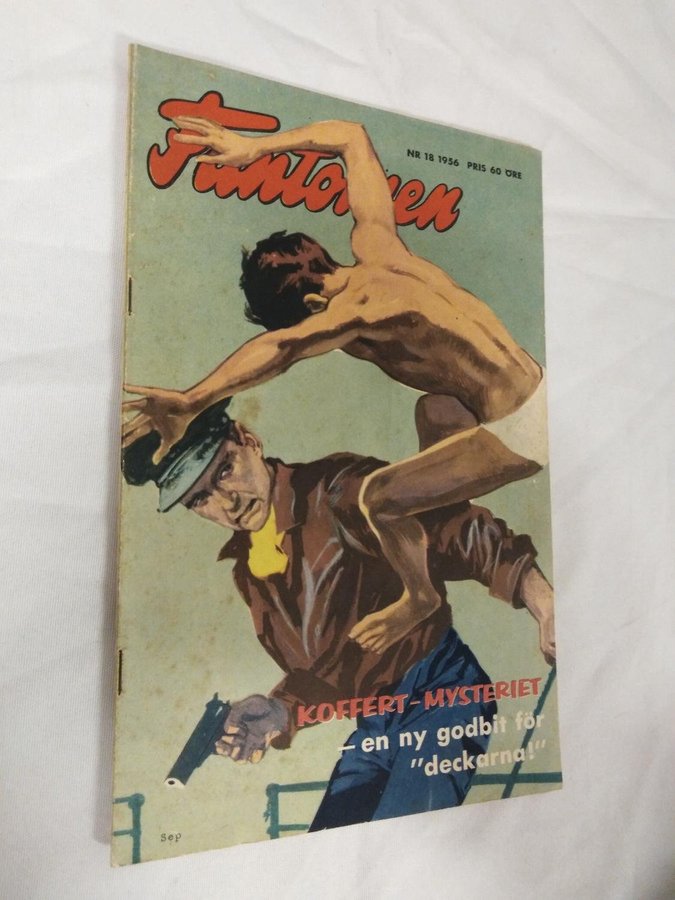 Fantomen
NR 18 1956 PRIS 60 ÖRE
KOFFERT-MYSTERIET
– en ny godbit för
"deckarna!"
Sep